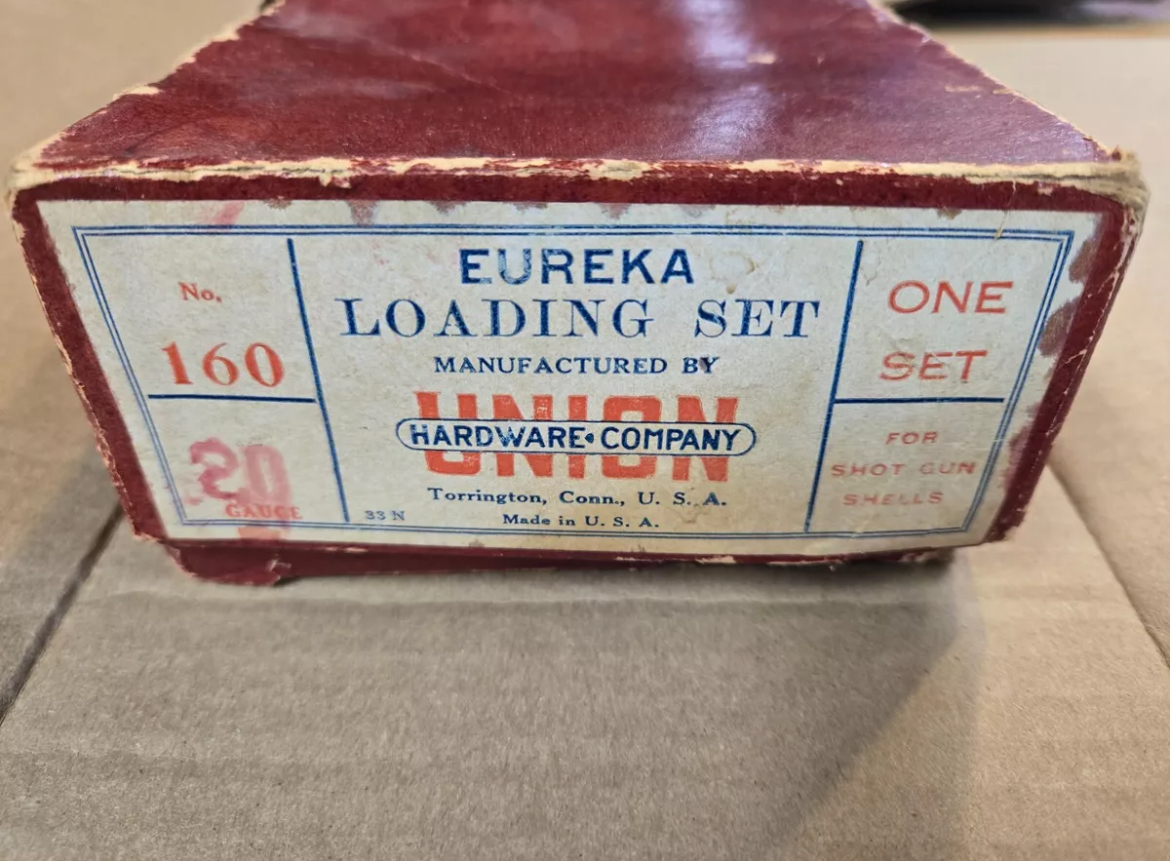 No.
160
20
GAUGE
EUREKA
LOADING SET
MANUFACTURED BY
UNION
HARDWARE·COMPANY
Torrington, Conn., U. S. A.
33 N
Made in U. S. A.
ONE
SET
FOR
SHOT GUN
SHELLS